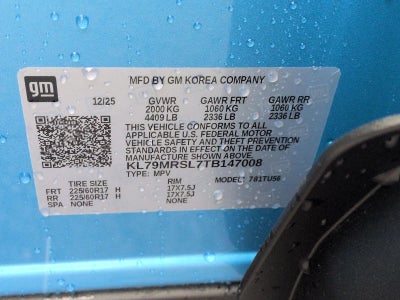 gm
MFD BY GM KOREA COMPANY
12/25 GVWR GAWR FRT GAWR RR
2000 KG 1060 KG 1060 KG
4409 LB 2336 LB 2336 LB
THIS VEHICLE CONFORMS TO ALL
APPLICABLE U.S. FEDERAL MOTOR
VEHICLE SAFETY AND THEFT PREVENTION
STANDARDS IN EFFECT ON THE DATE OF
MANUFACTURE SHOWN ABOVE.
KL79MRSL7TB147008
TYPE: MPV MODEL: 781TU56
TIRE SIZE RIM
FRT 225/60R17 H 17X7.5J
RR 225/60R17 H 17X7.5J
SPA NONE NONE